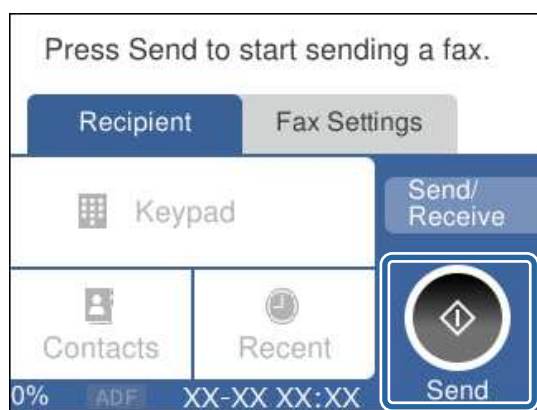 Press Send to start sending a fax.
Recipient
Fax Settings
Keypad
Send/
Receive
Contacts
Recent
0%
ADF
XX-XX XX:XX
Send